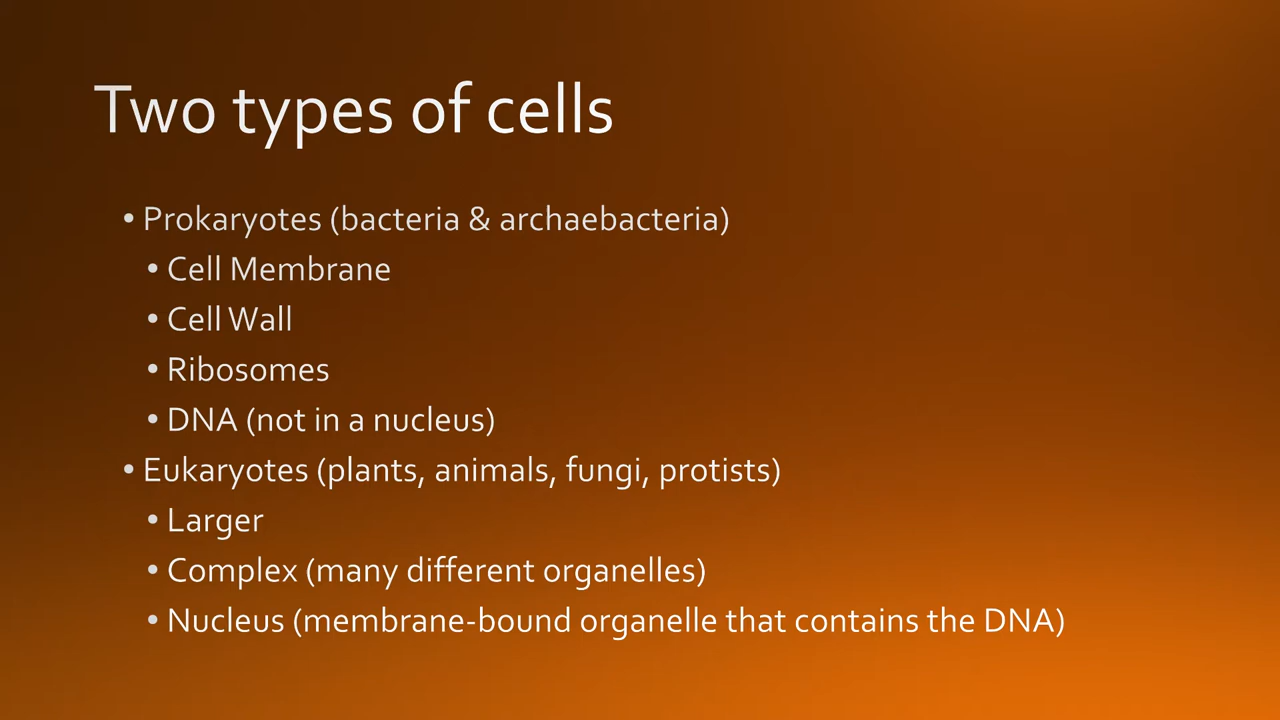 Two types of cells
• Prokaryotes (bacteria & archaebacteria)
• Cell Membrane
• Cell Wall
• Ribosomes
• DNA (not in a nucleus)
• Eukaryotes (plants, animals, fungi, protists)
• Larger
• Complex (many different organelles)
• Nucleus (membrane-bound organelle that contains the DNA)